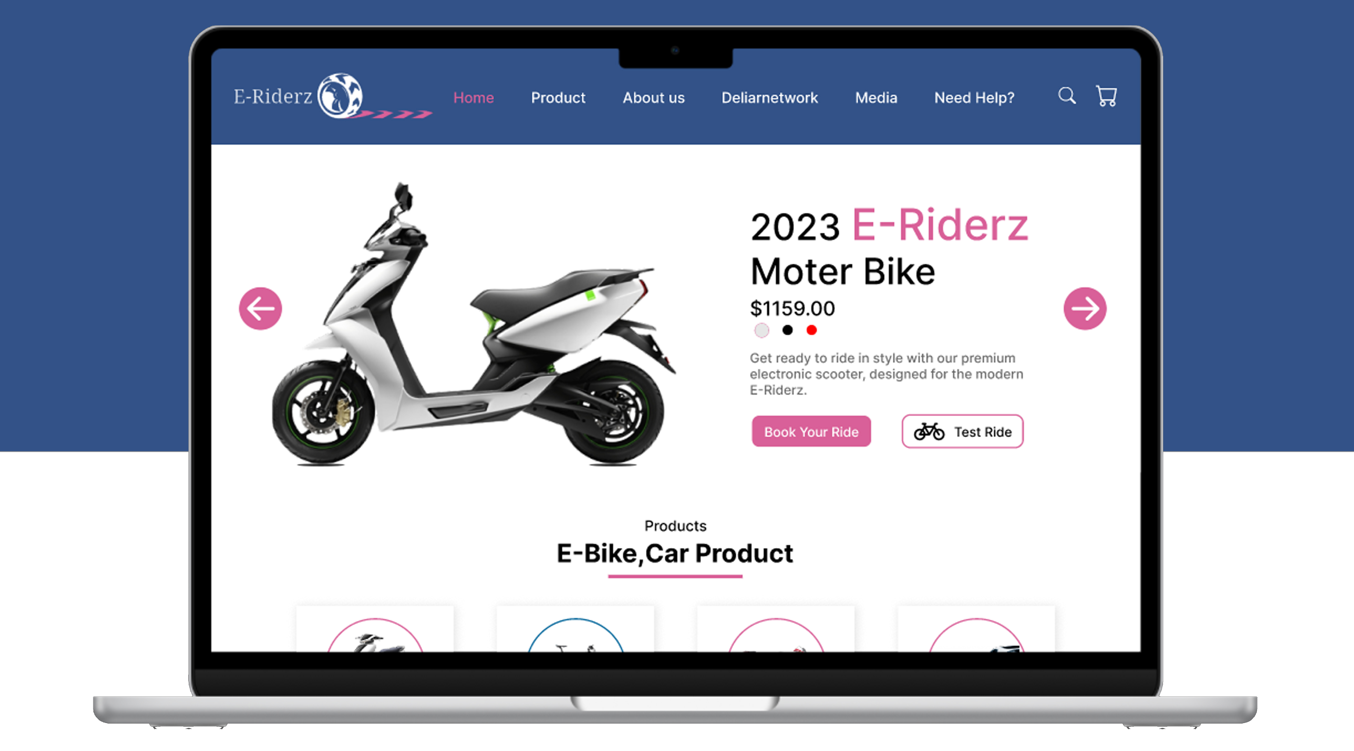 E-Riderz
Home Product About us Deliarnetwork Media Need Help?
2023 E-Riderz
Moter Bike
$1159.00
Get ready to ride in style with our premium
electronic scooter, designed for the modern
E-Riderz.
Book Your Ride Test Ride
Products
E-Bike,Car Product